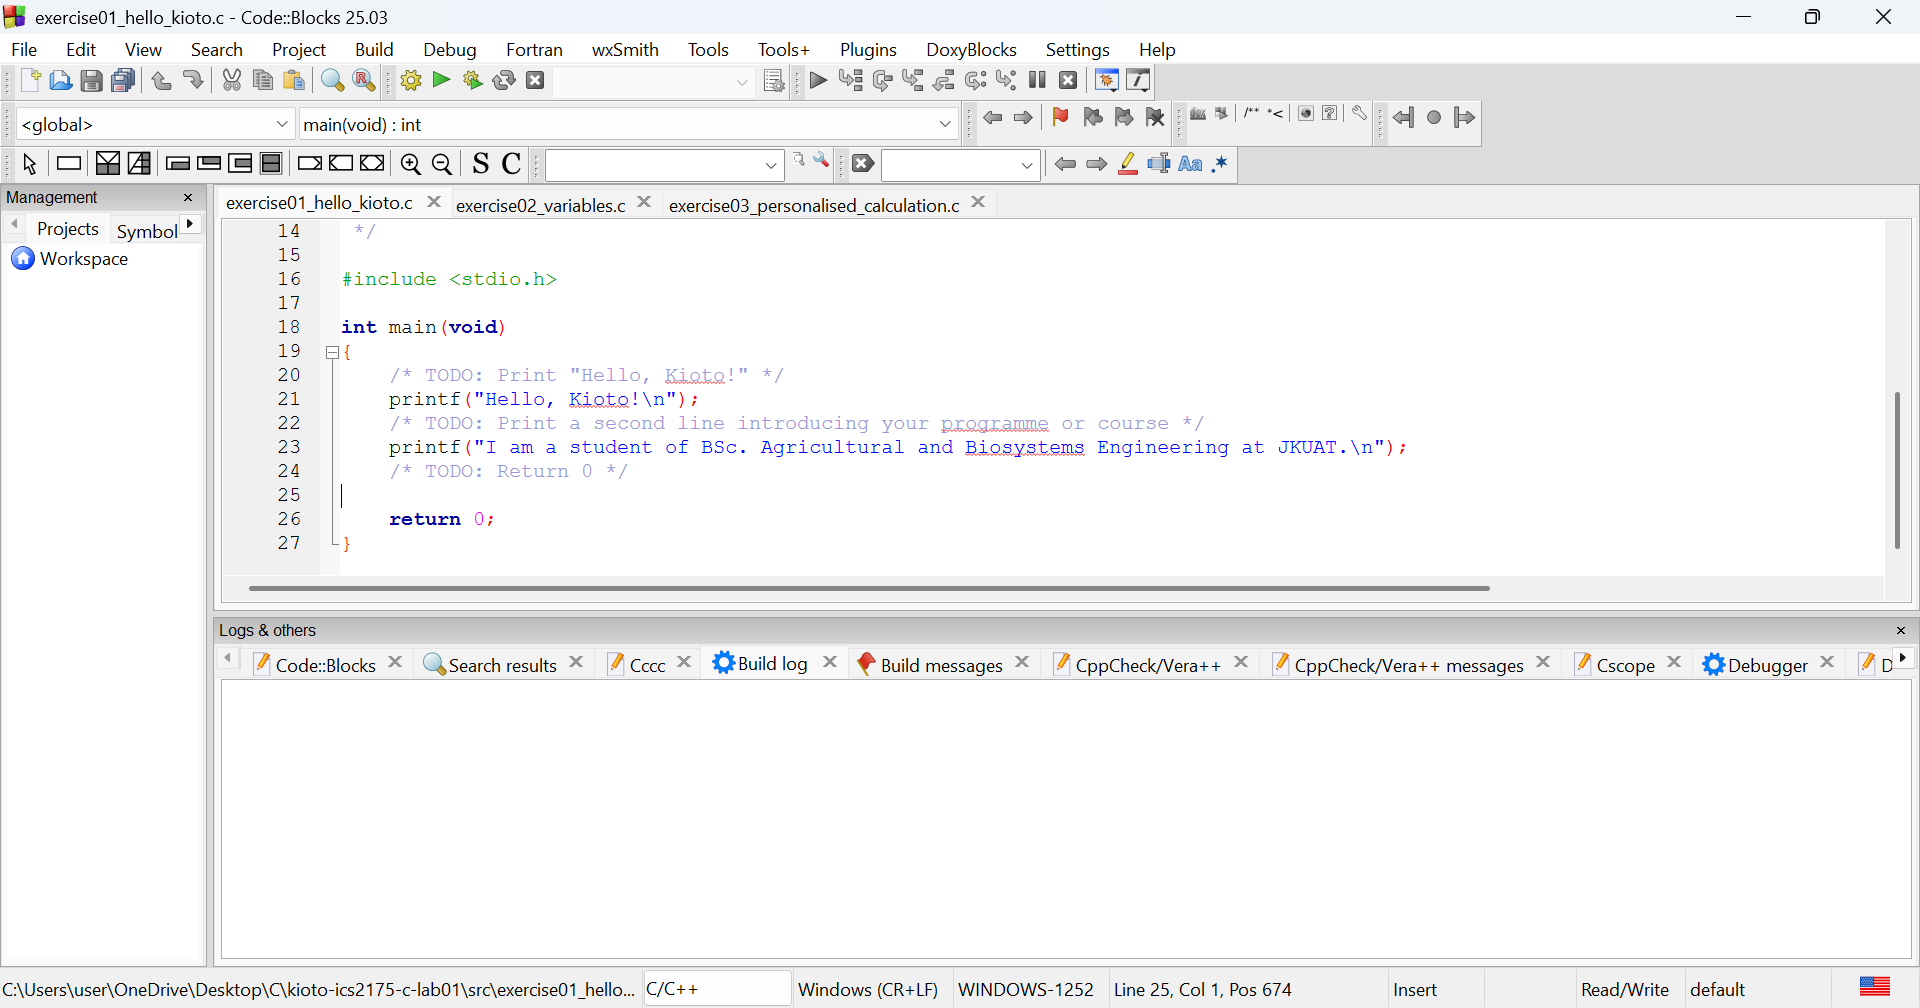 exercise01_hello_kioto.c - Code::Blocks 25.03
File Edit View Search Project Build Debug Fortran wxSmith Tools Tools+ Plugins DoxyBlocks Settings Help
<global> main(void) : int
/** *<
S C Aa .*
Management
exercise01_hello_kioto.c exercise02_variables.c exercise03_personalised_calculation.c
Projects Symbol
Workspace
14 */
15
16 #include <stdio.h>
17
18 int main(void)
19 {
20 /* TODO: Print "Hello, Kioto!" */
21 printf("Hello, Kioto!\n");
22 /* TODO: Print a second line introducing your programme or course */
23 printf("I am a student of BSc. Agricultural and Biosystems Engineering at JKUAT.\n");
24 /* TODO: Return 0 */
25
26 return 0;
27 }
Logs & others
Code::Blocks Search results Cccc Build log Build messages CppCheck/Vera++ CppCheck/Vera++ messages Cscope Debugger D
C:\Users\user\OneDrive\Desktop\C\kioto-ics2175-c-lab01\src\exercise01_hello... C/C++ Windows (CR+LF) WINDOWS-1252 Line 25, Col 1, Pos 674 Insert Read/Write default